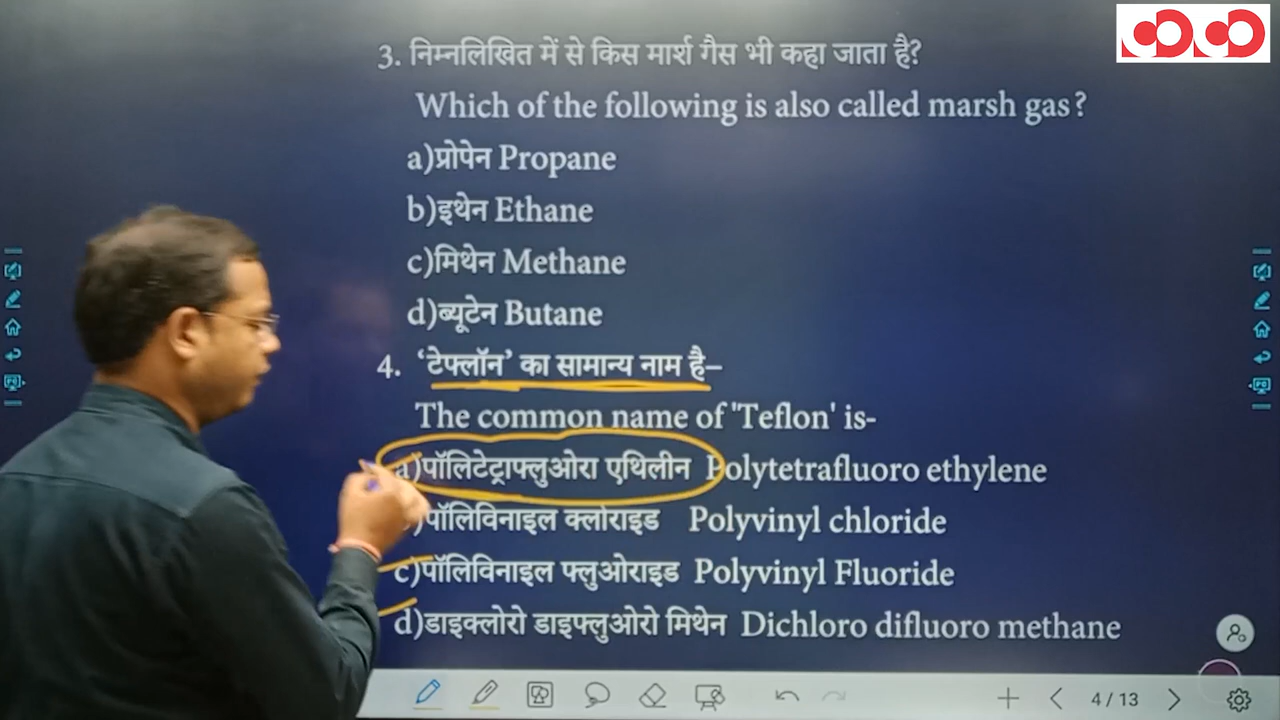 3. निम्नलिखित में से किस मार्श गैस भी कहा जाता है?
Which of the following is also called marsh gas?
a)प्रोपेन Propane
b)इथेन Ethane
c)मिथेन Methane
d)ब्यूटेन Butane
4. ‘टेफ्लॉन’ का सामान्य नाम है–
The common name of 'Teflon' is-
a)पॉलिटेट्राफ्लुओरा एथिलीन Polytetrafluoro ethylene
)पॉलिविनाइल क्लोराइड Polyvinyl chloride
c)पॉलिविनाइल फ्लुओराइड Polyvinyl Fluoride
d)डाइक्लोरो डाइफ्लुओरो मिथेन Dichloro difluoro methane
4 / 13